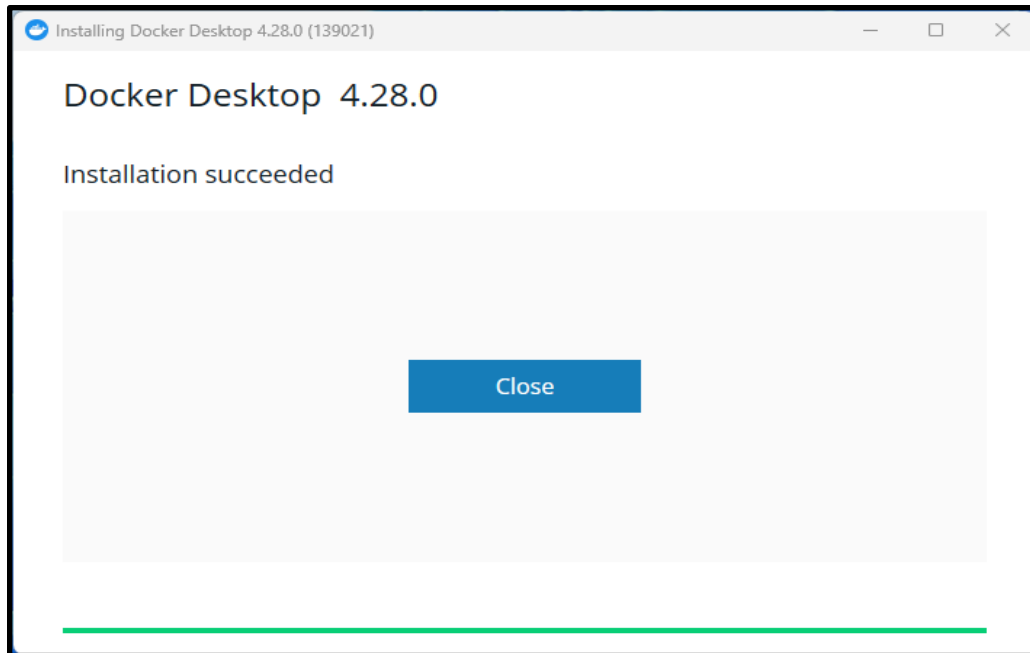 Installing Docker Desktop 4.28.0 (139021)
Docker Desktop 4.28.0
Installation succeeded
Close